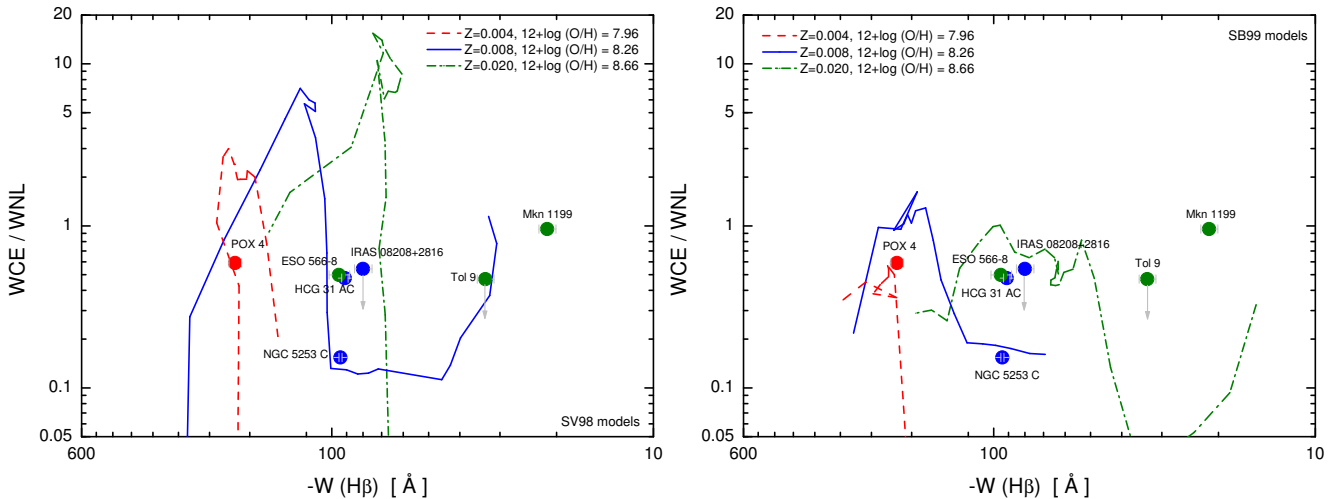 Z=0.004, 12+log (O/H) = 7.96
Z=0.008, 12+log (O/H) = 8.26
Z=0.020, 12+log (O/H) = 8.66
10
5
1
0.5
0.1
0.05
WCE / WNL
Mkn 1199
POX 4
IRAS 08208+2816
ESO 566-8
HCG 31 AC
Tol 9
NGC 5253 C
SV98 models
600
100
10
-W (Hβ) [ Å ]
SB99 models
Z=0.004, 12+log (O/H) = 7.96
Z=0.008, 12+log (O/H) = 8.26
Z=0.020, 12+log (O/H) = 8.66
10
5
1
0.5
0.1
0.05
WCE / WNL
Mkn 1199
POX 4
IRAS 08208+2816
ESO 566-8
HCG 31 AC
Tol 9
NGC 5253 C
600
100
10
-W (Hβ) [ Å ]